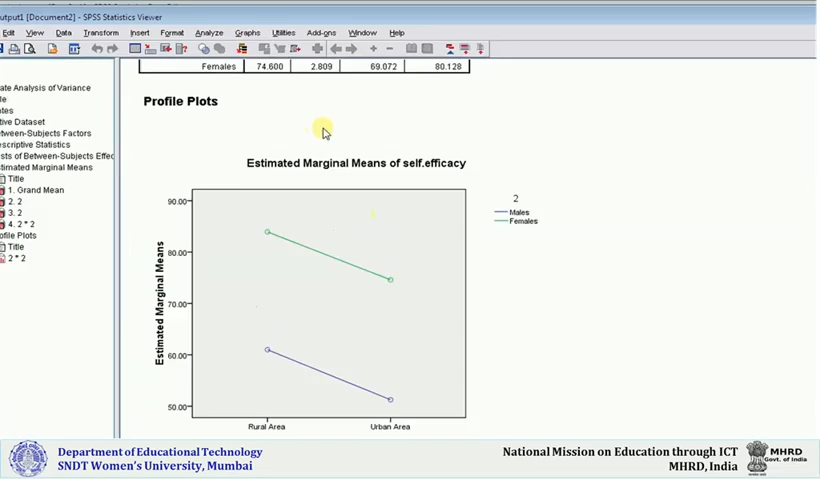 utput1 [Document2] - SPSS Statistics Viewer
Edit View Data Transform Insert Format Analyze Graphs Utilities Add-ons Window Help
Females 74.600 2.809 69.072 80.128
ate Analysis of Variance
le
otes
tive Dataset
etween-Subjects Factors
escriptive Statistics
sts of Between-Subjects Effec
stimated Marginal Means
Title
1. Grand Mean
2. 2
3. 2
4. 2 * 2
ofile Plots
Title
2 * 2
Profile Plots
Estimated Marginal Means of self.efficacy
2
Males
Females
Estimated Marginal Means
90.00
80.00
70.00
60.00
50.00
Rural Area Urban Area
Department of Educational Technology
SNDT Women's University, Mumbai
National Mission on Education through ICT
MHRD, India
MHRD
Govt. of India